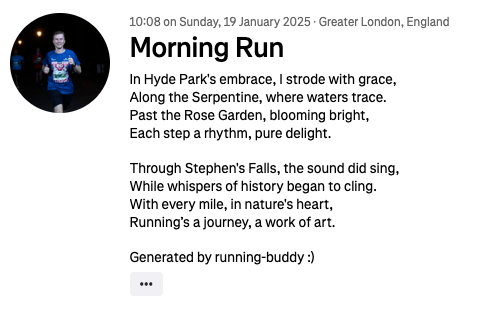 10:08 on Sunday, 19 January 2025 · Greater London, England
Morning Run
In Hyde Park's embrace, I strode with grace,
Along the Serpentine, where waters trace.
Past the Rose Garden, blooming bright,
Each step a rhythm, pure delight.
Through Stephen's Falls, the sound did sing,
While whispers of history began to cling.
With every mile, in nature's heart,
Running's a journey, a work of art.
Generated by running-buddy :)